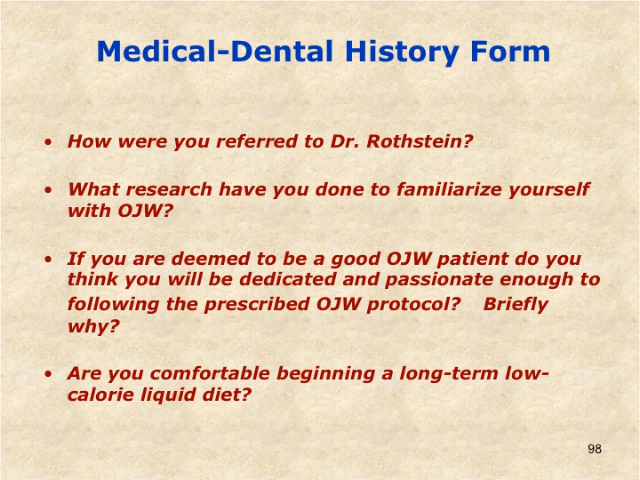 Medical-Dental History Form
• How were you referred to Dr. Rothstein?
• What research have you done to familiarize yourself
with OJW?
• If you are deemed to be a good OJW patient do you
think you will be dedicated and passionate enough to
following the prescribed OJW protocol? Briefly
why?
• Are you comfortable beginning a long-term low-
calorie liquid diet?
98